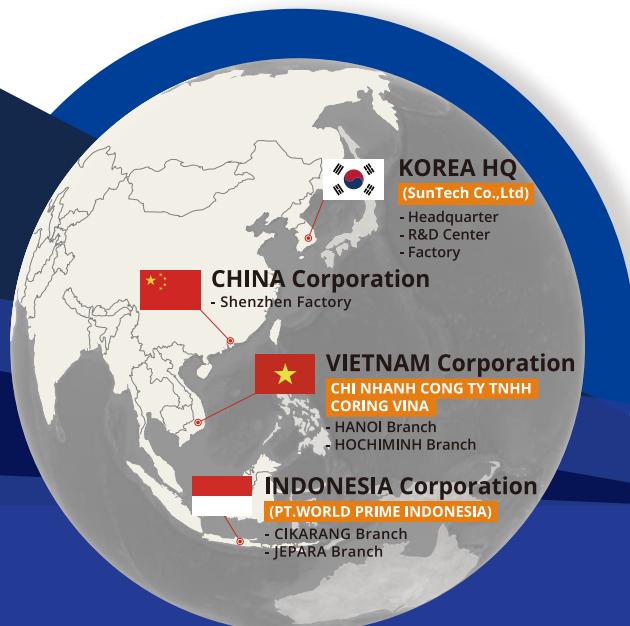 KOREA HQ
(SunTech Co.,Ltd)
- Headquarter
- R&D Center
- Factory
CHINA Corporation
- Shenzhen Factory
VIETNAM Corporation
CHI NHANH CONG TY TNHH
CORING VINA
- HANOI Branch
- HOCHIMINH Branch
INDONESIA Corporation
(PT.WORLD PRIME INDONESIA)
- CIKARANG Branch
- JEPARA Branch